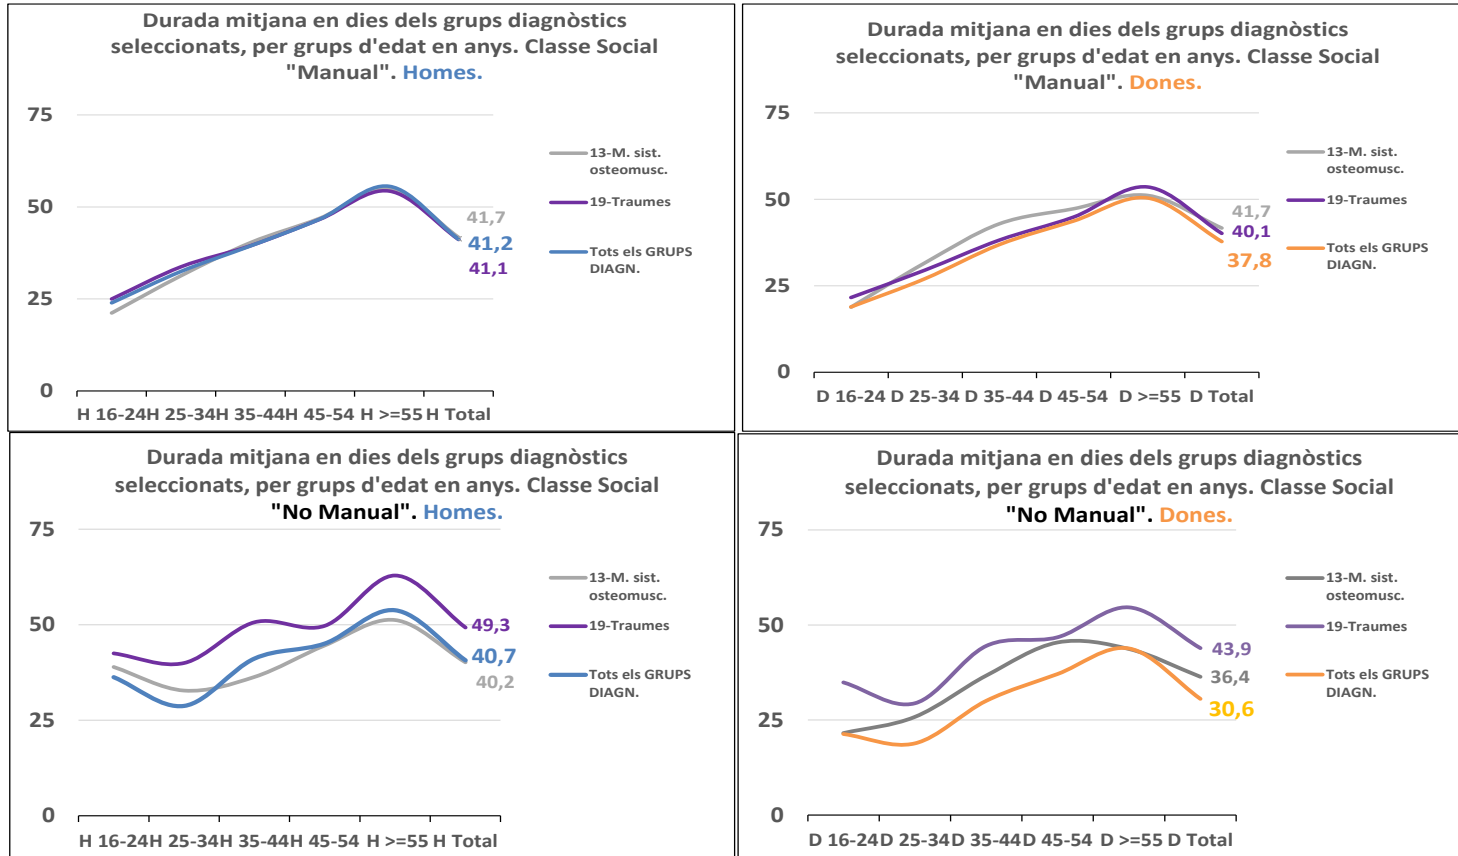 Durada mitjana en dies dels grups diagnòstics
seleccionats, per grups d'edat en anys. Classe Social
"Manual". Homes.
75
50
25
0
13-M. sist.
osteomusc.
19-Traumes
Tots els GRUPS
DIAGN.
41,7
41,2
41,1
H 16-24H 25-34H 35-44H 45-54 H >=55 H Total
Durada mitjana en dies dels grups diagnòstics
seleccionats, per grups d'edat en anys. Classe Social
"Manual". Dones.
75
50
25
0
13-M. sist.
osteomusc.
19-Traumes
Tots els GRUPS
DIAGN.
41,7
40,1
37,8
D 16-24 D 25-34 D 35-44 D 45-54 D >=55 D Total
Durada mitjana en dies dels grups diagnòstics
seleccionats, per grups d'edat en anys. Classe Social
"No Manual". Homes.
75
50
25
0
13-M. sist.
osteomusc.
19-Traumes
Tots els GRUPS
DIAGN.
49,3
40,7
40,2
H 16-24H 25-34H 35-44H 45-54 H >=55 H Total
Durada mitjana en dies dels grups diagnòstics
seleccionats, per grups d'edat en anys. Classe Social
"No Manual". Dones.
75
50
25
0
13-M. sist.
osteomusc.
19-Traumes
Tots els GRUPS
DIAGN.
43,9
36,4
30,6
D 16-24 D 25-34 D 35-44 D 45-54 D >=55 D Total